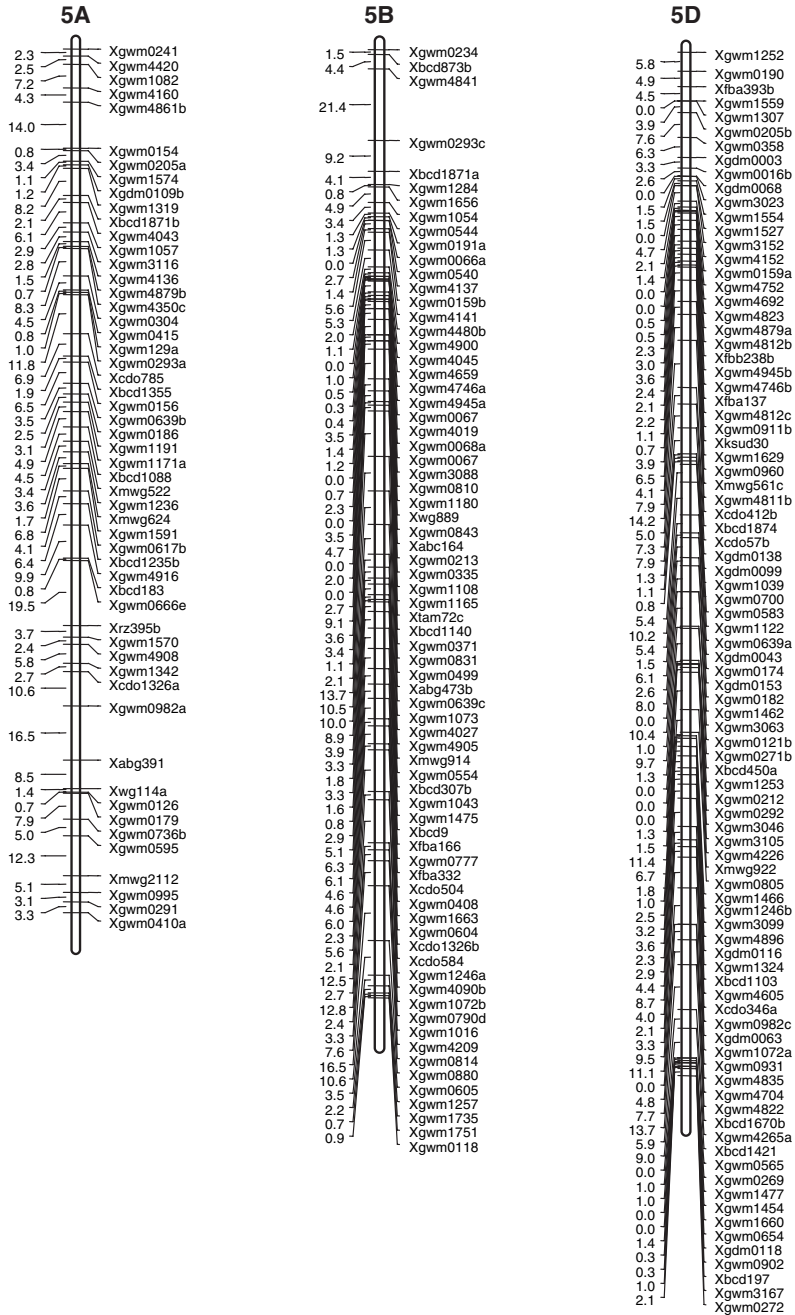 5A
2.3
2.5
7.2
4.3
14.0
0.8
3.4
1.1
1.2
8.2
2.1
6.1
2.9
2.8
1.5
0.7
8.3
4.5
0.8
1.0
11.8
6.9
1.9
6.5
3.5
2.5
3.1
4.9
4.5
3.4
3.6
1.7
6.8
4.1
6.4
9.9
0.8
19.5
3.7
2.4
5.8
2.7
10.6
16.5
8.5
1.4
0.7
7.9
5.0
12.3
5.1
3.1
3.3
Xgwm0241
Xgwm4420
Xgwm1082
Xgwm4160
Xgwm4861b
Xgwm0154
Xgwm0205a
Xgwm1574
Xgdm0109b
Xgwm1319
Xbcd1871b
Xgwm4043
Xgwm1057
Xgwm3116
Xgwm4136
Xgwm4879b
Xgwm4350c
Xgwm0304
Xgwm0415
Xgwm129a
Xgwm0293a
Xcdo785
Xbcd1355
Xgwm0156
Xgwm0639b
Xgwm0186
Xgwm1191
Xgwm1171a
Xbcd1088
Xmwg522
Xgwm1236
Xmwg624
Xgwm1591
Xgwm0617b
Xbcd1235b
Xgwm4916
Xbcd183
Xgwm0666e
Xrz395b
Xgwm1570
Xgwm4908
Xgwm1342
Xcdo1326a
Xgwm0982a
Xabg391
Xwg114a
Xgwm0126
Xgwm0179
Xgwm0736b
Xgwm0595
Xmwg2112
Xgwm0995
Xgwm0291
Xgwm0410a
5B
1.5
4.4
21.4
9.2
4.1
0.8
4.9
3.4
1.3
1.3
0.0
2.7
1.4
5.6
5.3
2.0
1.1
0.0
1.0
0.5
0.3
0.4
3.5
1.4
1.2
0.0
0.7
2.3
0.0
3.5
4.7
0.0
2.0
0.0
2.7
9.1
3.6
3.4
1.1
2.1
13.7
10.5
10.0
8.9
3.9
3.3
1.8
3.3
1.6
0.8
2.9
5.1
6.3
6.1
4.6
4.6
6.0
2.3
5.6
2.1
12.5
2.7
12.8
2.4
3.3
7.6
16.5
10.6
3.5
2.2
0.7
0.9
Xgwm0234
Xbcd873b
Xgwm4841
Xgwm0293c
Xbcd1871a
Xgwm1284
Xgwm1656
Xgwm1054
Xgwm0544
Xgwm0191a
Xgwm0066a
Xgwm0540
Xgwm4137
Xgwm0159b
Xgwm4141
Xgwm4480b
Xgwm4900
Xgwm4045
Xgwm4659
Xgwm4746a
Xgwm4945a
Xgwm0067
Xgwm4019
Xgwm0068a
Xgwm0067
Xgwm3088
Xgwm0810
Xgwm1180
Xwg889
Xgwm0843
Xabc164
Xgwm0213
Xgwm0335
Xgwm1108
Xgwm1165
Xtam72c
Xbcd1140
Xgwm0371
Xgwm0831
Xgwm0499
Xabg473b
Xgwm0639c
Xgwm1073
Xgwm4027
Xgwm4905
Xmwg914
Xgwm0554
Xbcd307b
Xgwm1043
Xgwm1475
Xbcd9
Xfba166
Xgwm0777
Xfba332
Xcdo504
Xgwm0408
Xgwm1663
Xgwm0604
Xcdo1326b
Xcdo584
Xgwm1246a
Xgwm4090b
Xgwm1072b
Xgwm0790d
Xgwm1016
Xgwm4209
Xgwm0814
Xgwm0880
Xgwm0605
Xgwm1257
Xgwm1735
Xgwm1751
Xgwm0118
5D
5.8
4.9
4.5
0.0
3.9
7.6
6.3
3.3
2.6
0.0
1.5
1.5
0.0
4.7
2.1
1.4
0.0
0.0
0.5
0.5
2.3
3.0
3.6
2.4
2.1
2.2
1.1
0.7
3.9
6.5
4.1
7.9
14.2
5.0
7.3
7.9
1.3
1.1
0.8
5.4
10.2
5.4
1.5
6.1
2.6
8.0
0.0
10.4
1.0
9.7
1.3
0.0
0.0
0.0
1.3
1.5
11.4
6.7
1.8
1.0
2.5
3.2
3.6
2.3
2.9
4.4
8.7
4.0
2.1
3.3
9.5
11.1
0.0
4.8
7.7
13.7
5.9
9.0
0.0
1.0
1.0
0.0
0.0
1.4
0.3
0.3
1.0
2.1
Xgwm1252
Xgwm0190
Xfba393b
Xgwm1559
Xgwm1307
Xgwm0205b
Xgwm0358
Xgdm0003
Xgwm0016b
Xgdm0068
Xgwm3023
Xgwm1554
Xgwm1527
Xgwm3152
Xgwm4152
Xgwm0159a
Xgwm4752
Xgwm4692
Xgwm4823
Xgwm4879a
Xgwm4812b
Xfbb238b
Xgwm4945b
Xgwm4746b
Xfba137
Xgwm4812c
Xgwm0911b
Xksud30
Xgwm1629
Xgwm0960
Xmwg561c
Xgwm4811b
Xcdo412b
Xbcd1874
Xcdo57b
Xgdm0138
Xgdm0099
Xgwm1039
Xgwm0700
Xgwm0583
Xgwm1122
Xgwm0639a
Xgdm0043
Xgwm0174
Xgdm0153
Xgwm0182
Xgwm1462
Xgwm3063
Xgwm0121b
Xgwm0271b
Xbcd450a
Xgwm1253
Xgwm0212
Xgwm0292
Xgwm3046
Xgwm3105
Xgwm4226
Xmwg922
Xgwm0805
Xgwm1466
Xgwm1246b
Xgwm3099
Xgwm4896
Xgdm0116
Xgwm1324
Xbcd1103
Xgwm4605
Xcdo346a
Xgwm0982c
Xgdm0063
Xgwm1072a
Xgwm0931
Xgwm4835
Xgwm4704
Xgwm4822
Xbcd1670b
Xgwm4265a
Xbcd1421
Xgwm0565
Xgwm0269
Xgwm1477
Xgwm1454
Xgwm1660
Xgwm0654
Xgdm0118
Xgwm0902
Xbcd197
Xgwm3167
Xgwm0272